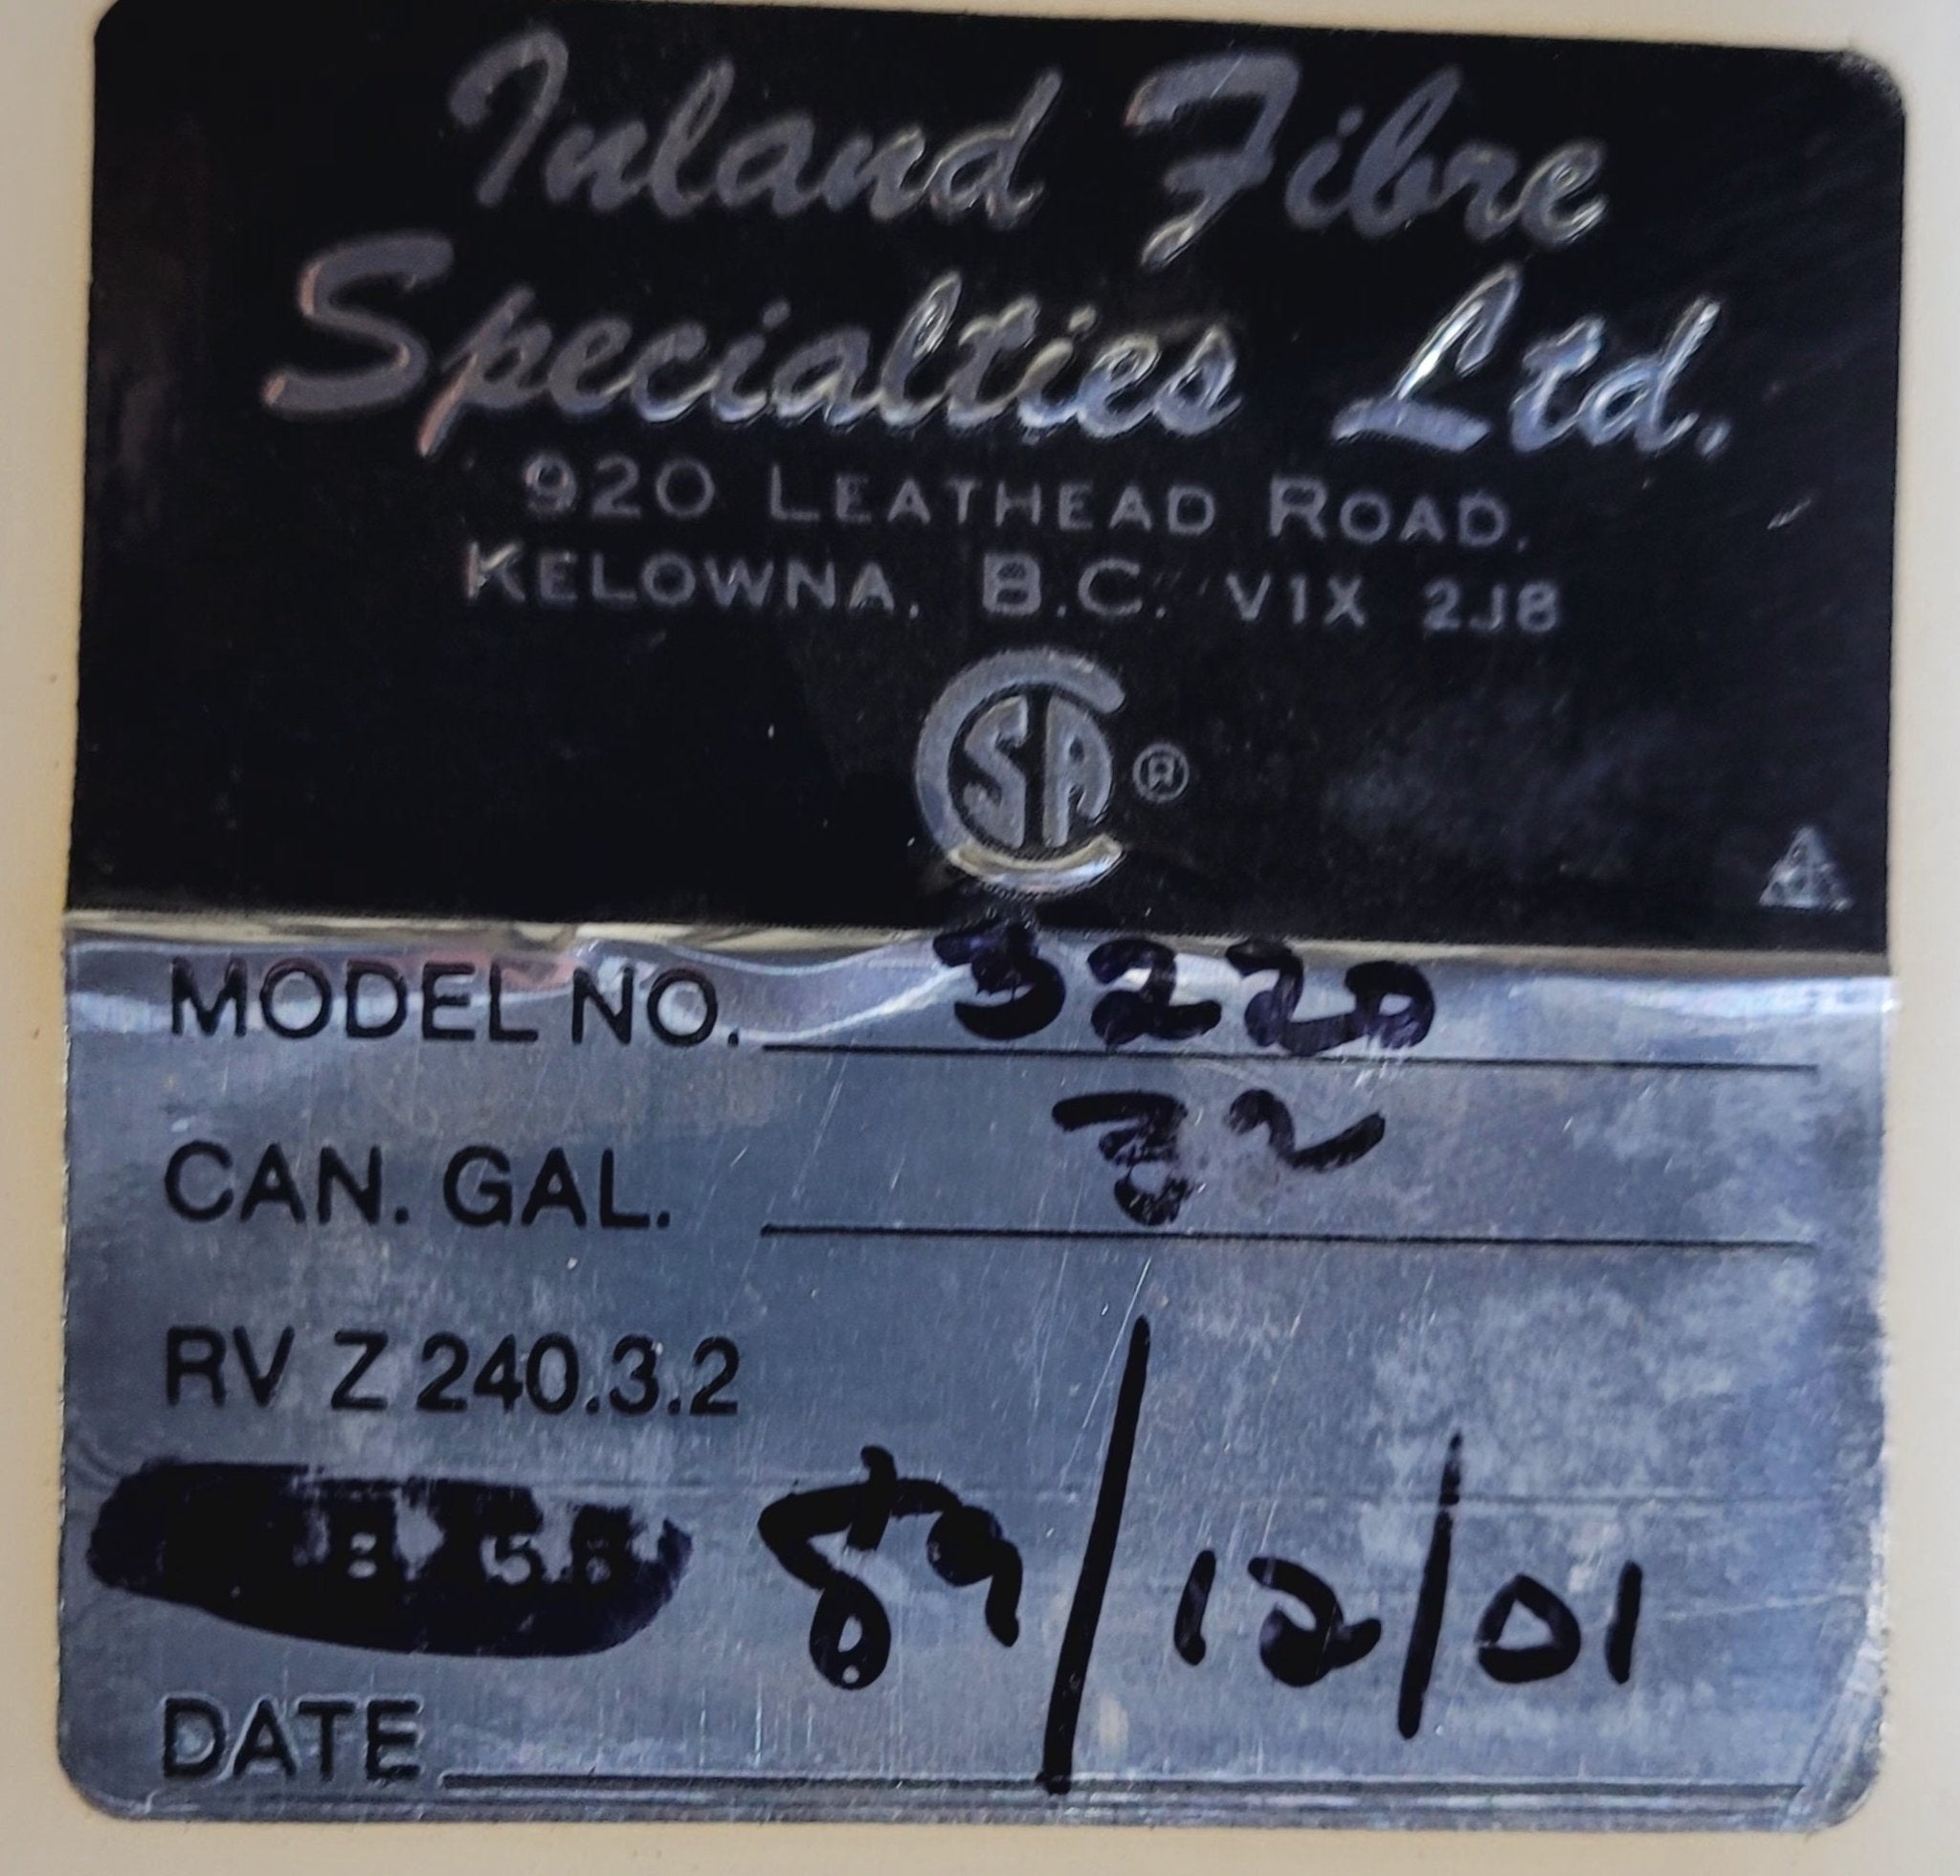 Inland Fibre
Specialties Ltd.
920 LEATHEAD ROAD,
KELOWNA, B.C. V1X 2J8
CSA ®
MODEL NO. 3220
CAN. GAL. 32
RV Z 240.3.2
89/12/01
DATE